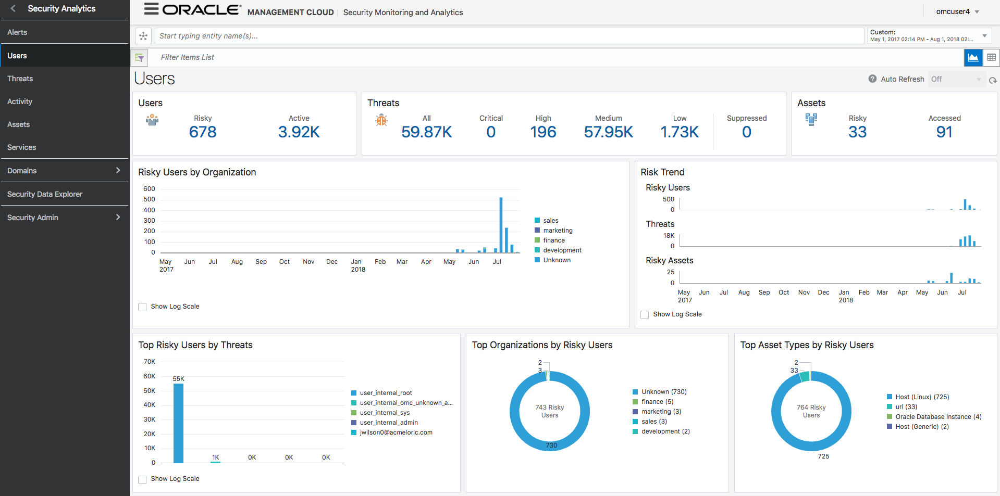 Security Analytics
Alerts
Users
Threats
Activity
Assets
Services
Domains
Security Data Explorer
Security Admin
ORACLE® MANAGEMENT CLOUD Security Monitoring and Analytics
omcuser4
Start typing entity name(s)...
Custom:
May 1, 2017 02:14 PM - Aug 1, 2018 02:...
Filter Items List
Users
? Auto Refresh Off
Users
Risky Active
678 3.92K
Threats
All Critical High Medium Low Suppressed
59.87K 0 196 57.95K 1.73K 0
Assets
Risky Accessed
33 91
Risky Users by Organization
600
500
400
300
200
100
0
May Jun Jul Aug Sep Oct Nov Dec Jan Feb Mar Apr May Jun Jul
2017 2018
sales
marketing
finance
development
Unknown
Show Log Scale
Risk Trend
Risky Users
500
0
Threats
18K
0
Risky Assets
25
0
May Jun Jul Aug Sep Oct Nov Dec Jan Feb Mar Apr May Jun Jul
2017 2018
Show Log Scale
Top Risky Users by Threats
70K
60K
50K
40K
30K
20K
10K
0
55K 1K 0K 0K 0K
user_internal_root
user_internal_omc_unknown_a...
user_internal_sys
user_internal_admin
jwilson0@acmeloric.com
Show Log Scale
Top Organizations by Risky Users
2
3
743 Risky
Users
730
Unknown (730)
finance (5)
marketing (3)
sales (3)
development (2)
Top Asset Types by Risky Users
2
33
764 Risky
Users
725
Host (Linux) (725)
url (33)
Oracle Database Instance (4)
Host (Generic) (2)